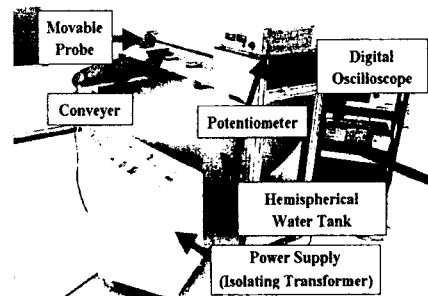 Movable
Probe
Conveyer
Potentiometer
Digital
Oscilloscope
Hemispherical
Water Tank
Power Supply
(Isolating Transformer)